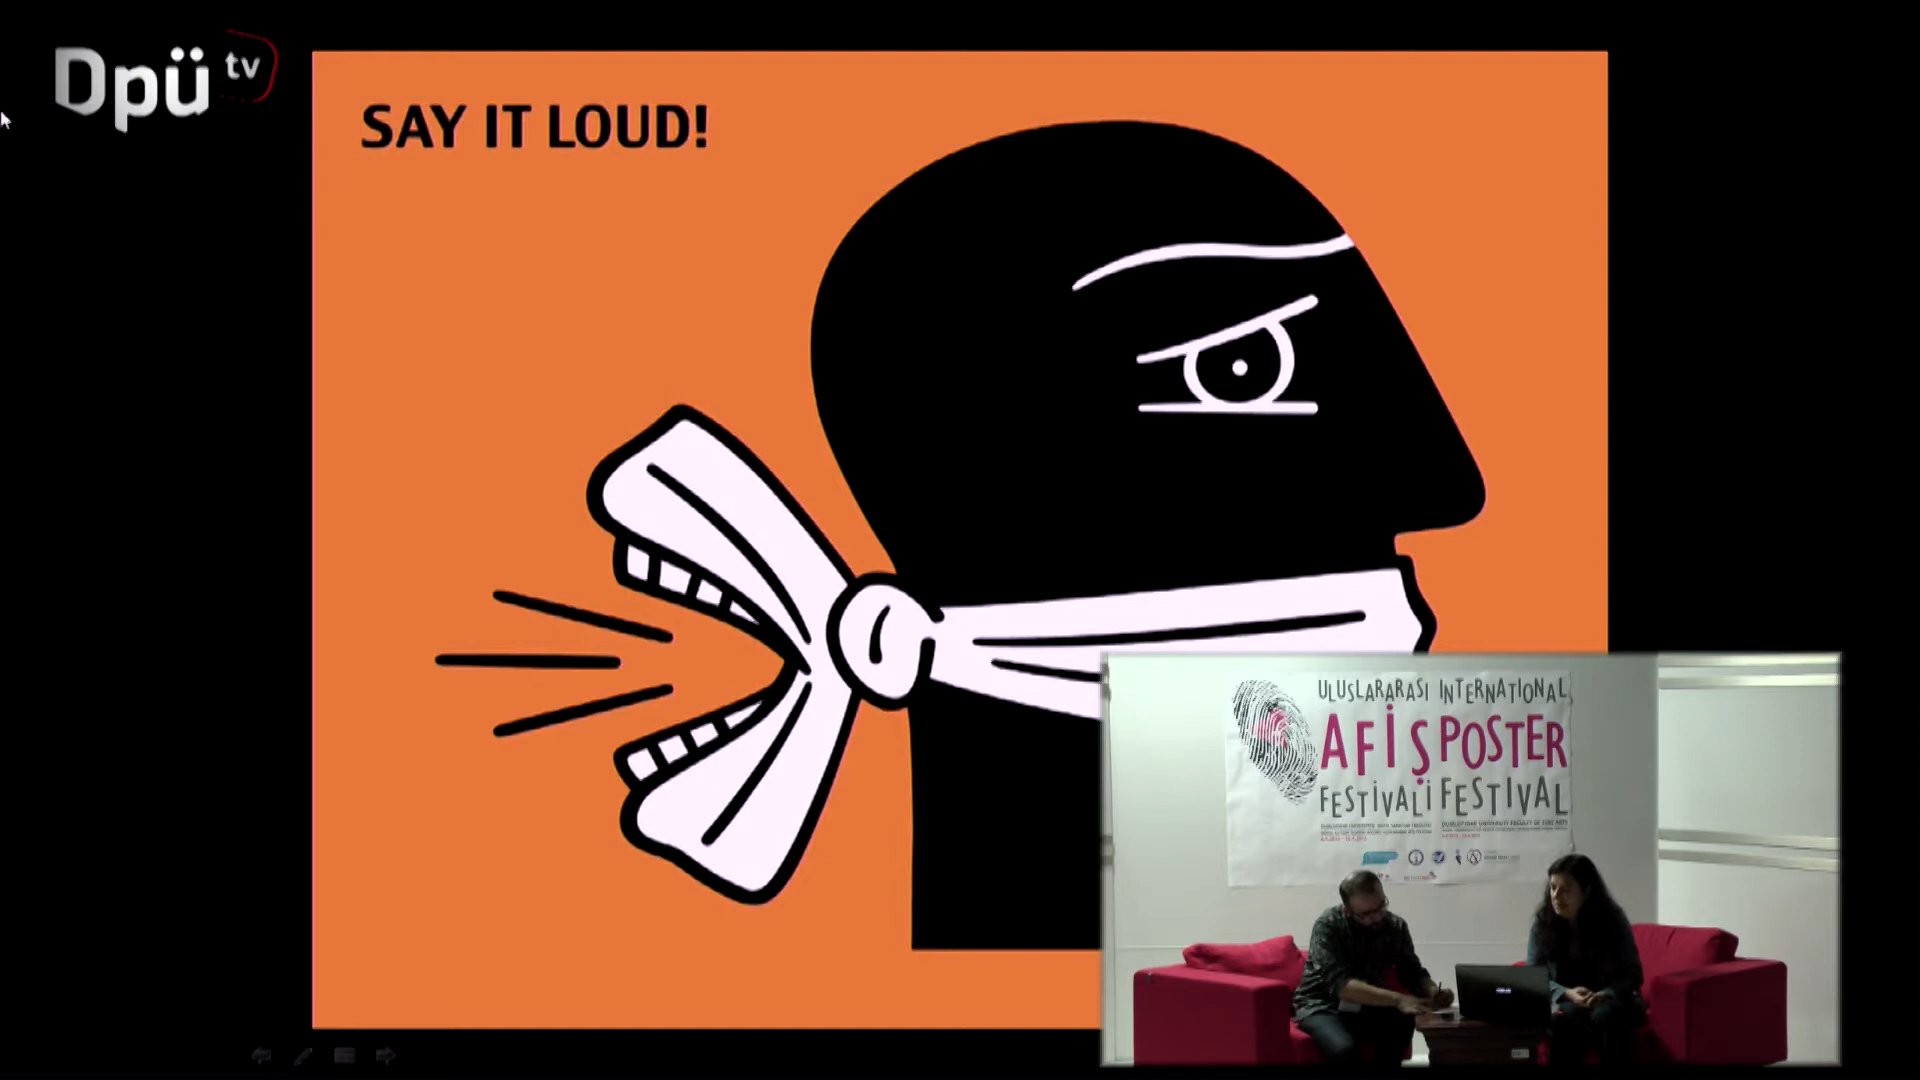 Dpü tv
SAY IT LOUD!
ULUSLARARASI INTERNATIONAL
AFİŞ POSTER
FESTİVALİ FESTIVAL